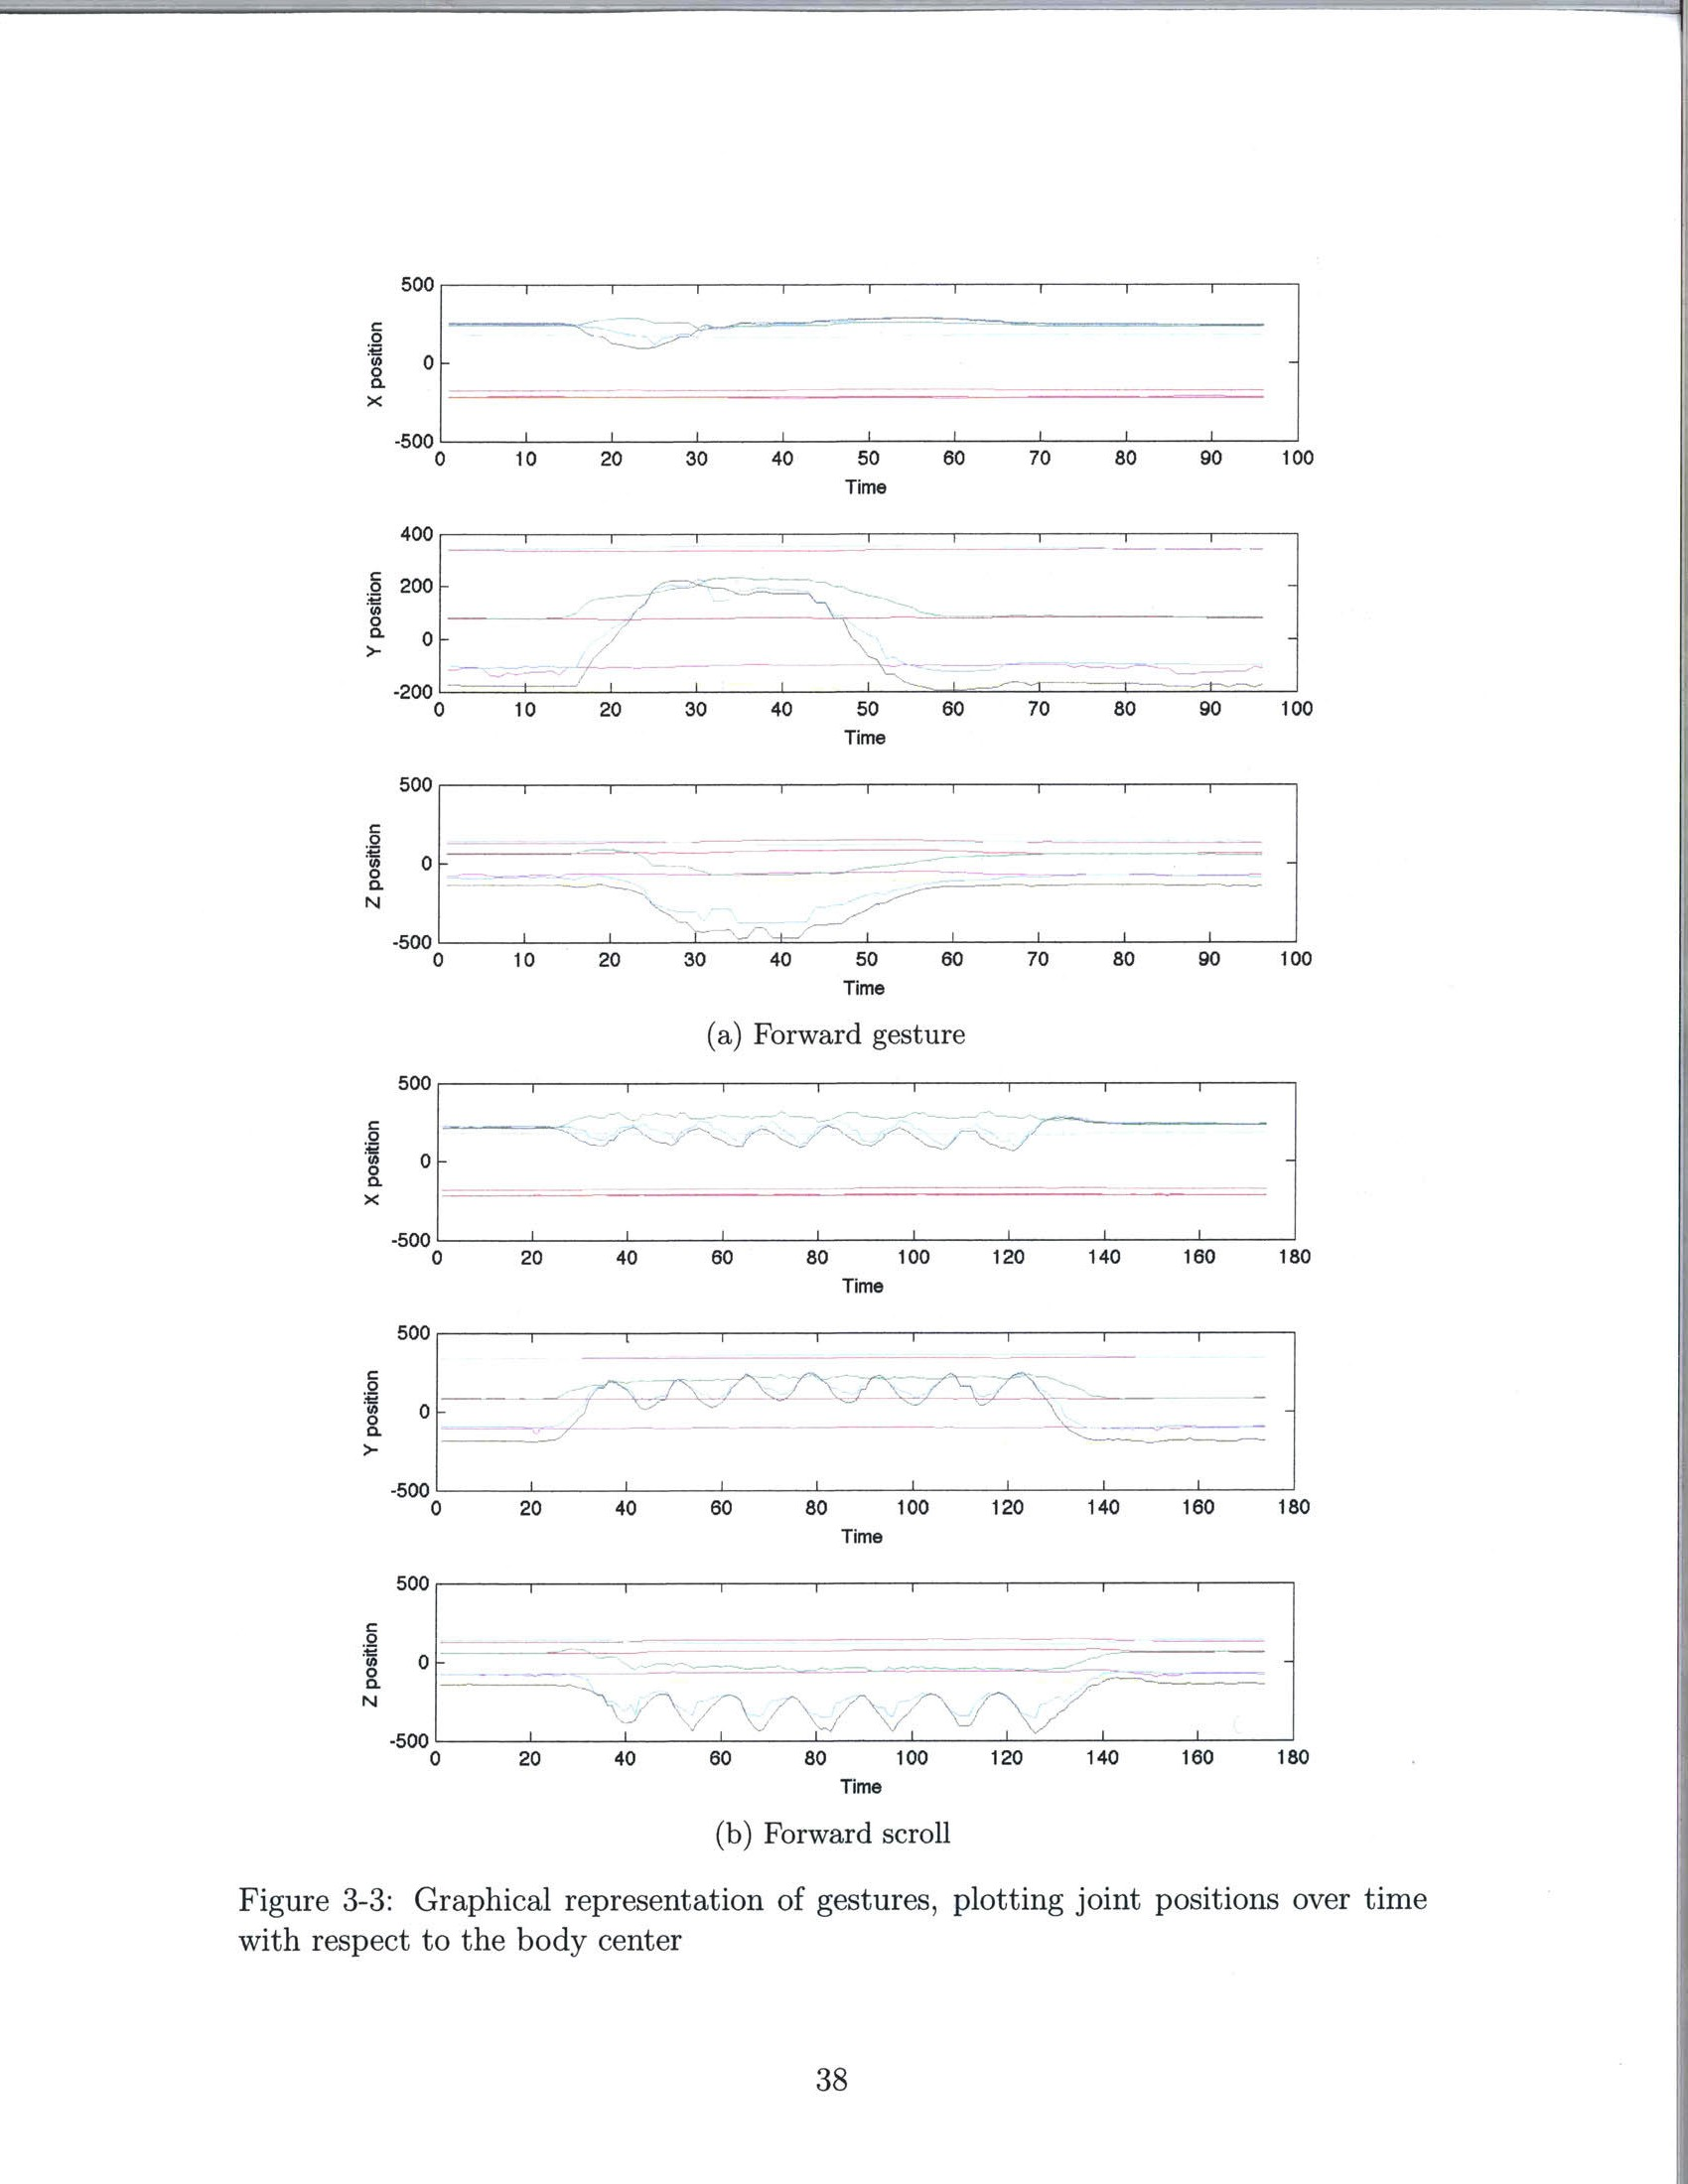 500
0
-500
X position
0 10 20 30 40 50 60 70 80 90 100
Time
400
200
0
-200
Y position
0 10 20 30 40 50 60 70 80 90 100
Time
500
0
-500
Z position
0 10 20 30 40 50 60 70 80 90 100
Time
(a) Forward gesture
500
0
-500
X position
0 20 40 60 80 100 120 140 160 180
Time
500
0
-500
Y position
0 20 40 60 80 100 120 140 160 180
Time
500
0
-500
Z position
0 20 40 60 80 100 120 140 160 180
Time
(b) Forward scroll
Figure 3-3: Graphical representation of gestures, plotting joint positions over time
with respect to the body center
38